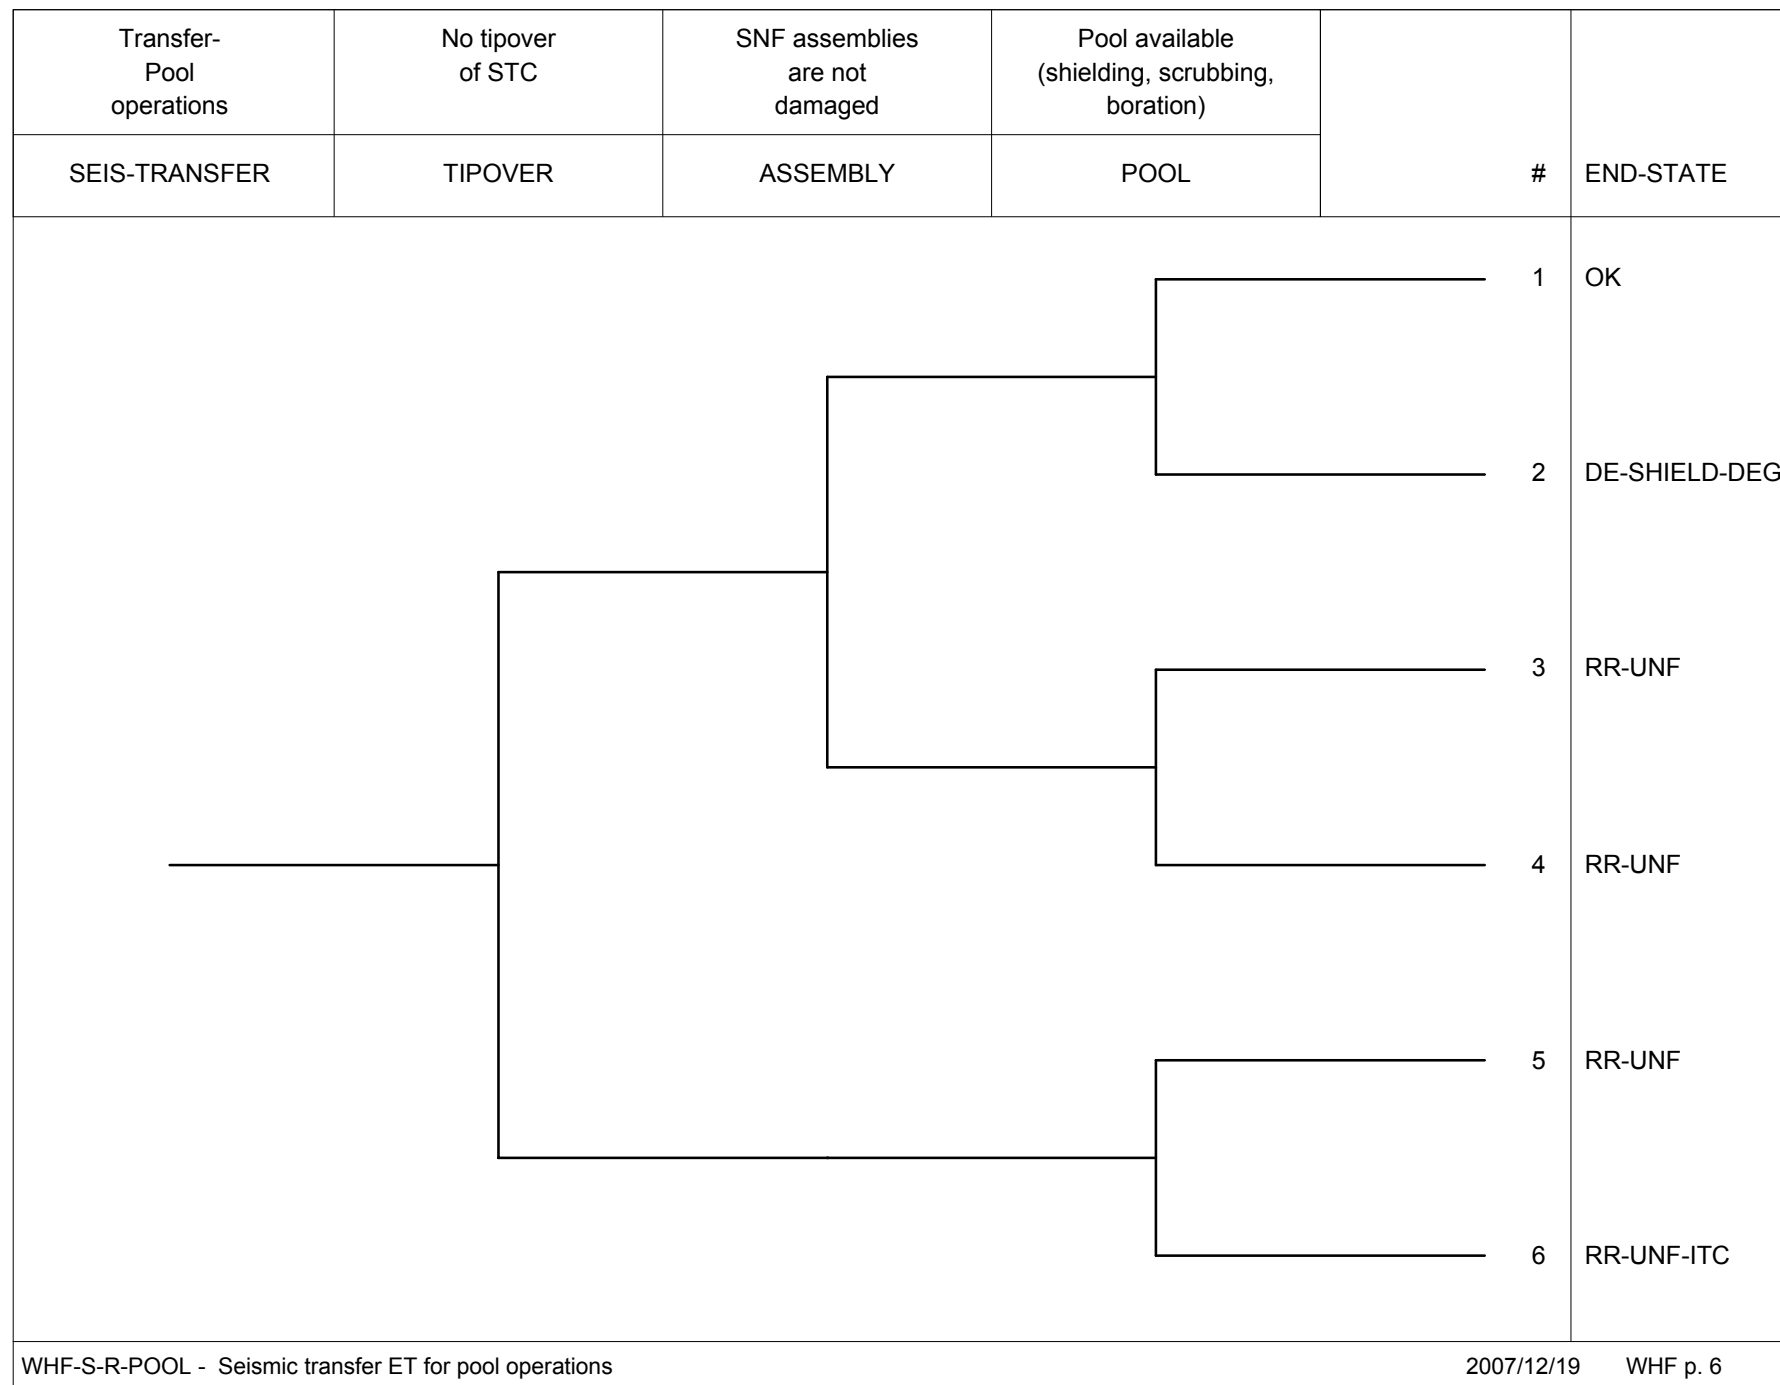 Transfer-
Pool
operations
No tipover
of STC
SNF assemblies
are not
damaged
Pool available
(shielding, scrubbing,
boration)
SEIS-TRANSFER
TIPOVER
ASSEMBLY
POOL
#
END-STATE
1 OK
2 DE-SHIELD-DEG
3 RR-UNF
4 RR-UNF
5 RR-UNF
6 RR-UNF-ITC
WHF-S-R-POOL - Seismic transfer ET for pool operations
2007/12/19 WHF p. 6